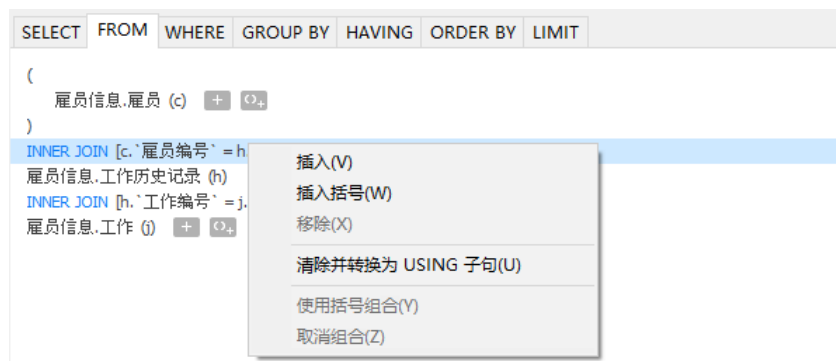 SELECT FROM WHERE GROUP BY HAVING ORDER BY LIMIT
(
雇员信息.雇员 (c)
)
INNER JOIN [c.`雇员编号` = h
雇员信息.工作历史记录 (h)
INNER JOIN [h.`工作编号` = j.
雇员信息.工作 (j)
插入(V)
插入括号(W)
移除(X)
清除并转换为 USING 子句(U)
使用括号组合(Y)
取消组合(Z)